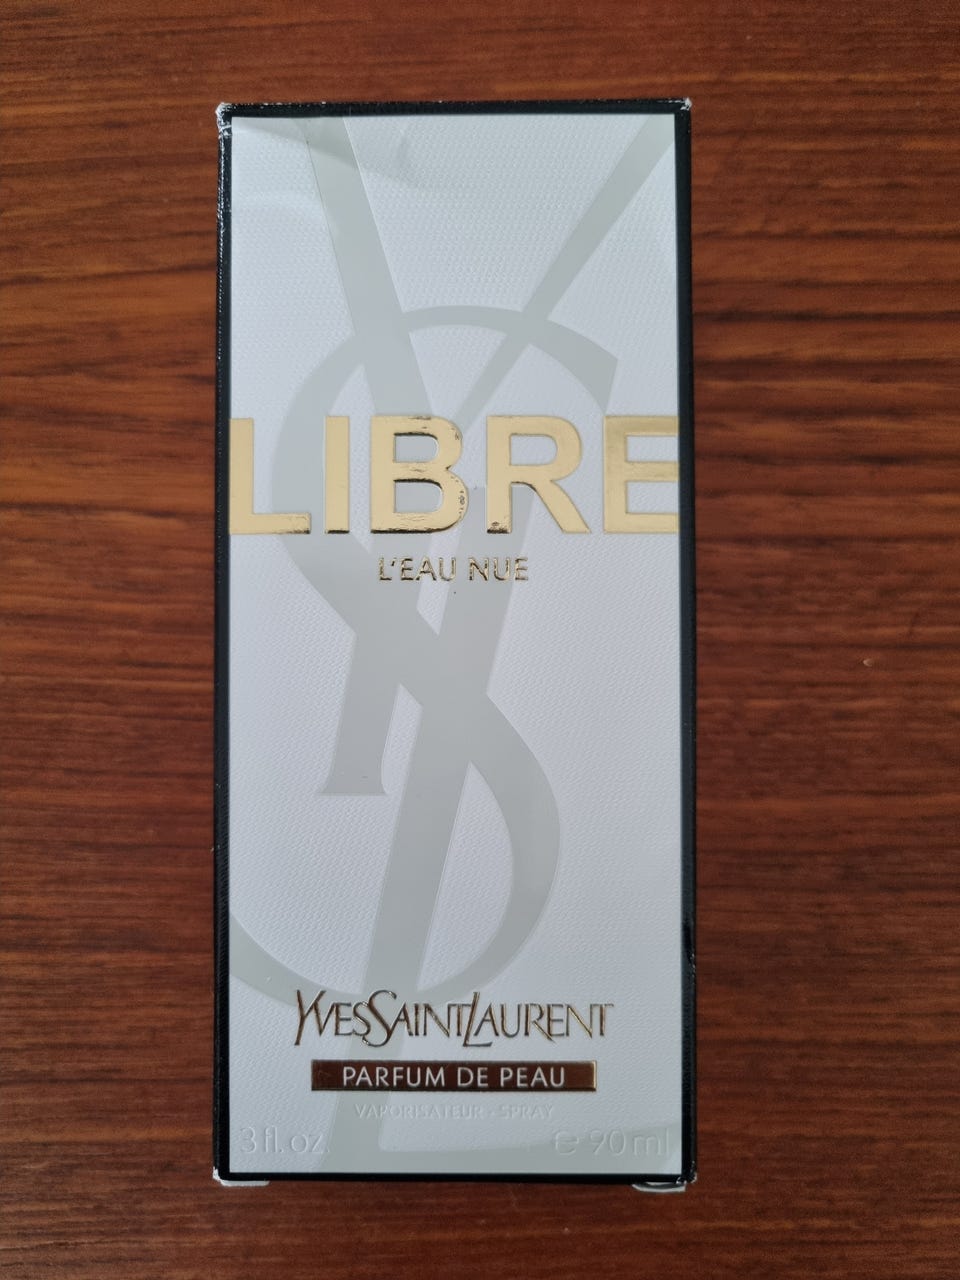 LIBRE
L'EAU NUE
YVESSAINTLAURENT
PARFUM DE PEAU
VAPORISATEUR - SPRAY
3 fl. oz. ℮ 90 ml